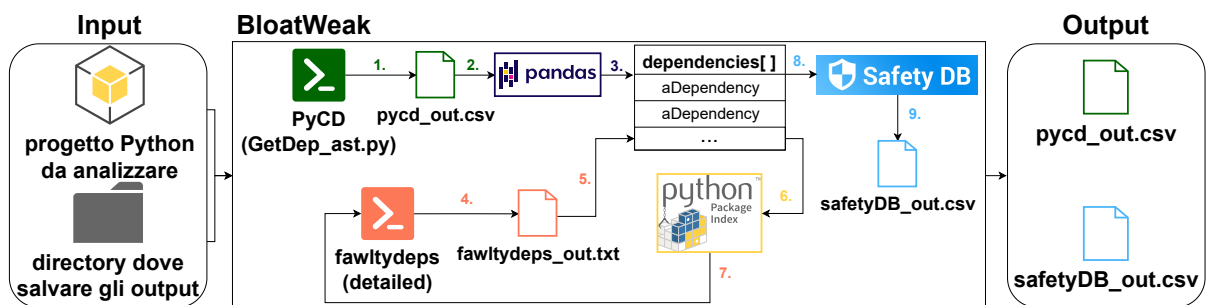 Input
BloatWeak
Output
progetto Python
da analizzare
directory dove
salvare gli output
PyCD
(GetDep_ast.py)
1.
pycd_out.csv
2.
pandas
3.
dependencies[ ]
aDependency
aDependency
...
8.
Safety DB
9.
safetyDB_out.csv
fawltydeps
(detailed)
4.
fawltydeps_out.txt
5.
6.
python™
Package
Index
7.
pycd_out.csv
safetyDB_out.csv